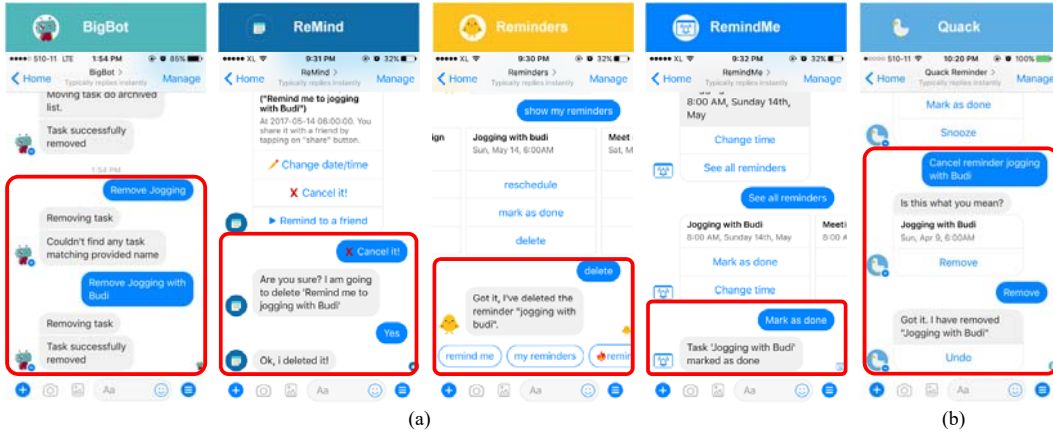 BigBot
510-11 LTE 1:54 PM 86%
Home
BigBot >
Typically replies instantly
Manage
Moving task do archived
list.
Task successfully
removed
1:54 PM
Remove Jogging
Removing task
Couldn't find any task
matching provided name
Remove Jogging with
Budi
Removing task
Task successfully
removed
Aa
ReMind
XL 9:31 PM 32%
Home
ReMind >
Typically replies instantly
Manage
("Remind me to jogging
with Budi")
At 2017-05-14 06:00:00. You
share it with a friend by
tapping on "share" button.
Change date/time
X Cancel it!
Remind to a friend
X Cancel it!
Are you sure? I am going
to delete 'Remind me to
jogging with Budi'
Yes
Ok, i deleted it!
Aa
Reminders
XL 9:30 PM 32%
Home
Reminders >
Typically replies instantly
Manage
show my reminders
ign
Jogging with budi
Sun, May 14, 6:00AM
Meet
Sat, M
reschedule
mark as done
delete
delete
Got it, I've deleted the
reminder "jogging with
budi".
remind me
my reminders
remin
Aa
RemindMe
XL 9:32 PM 32%
Home
RemindMe >
Typically replies instantly
Manage
8:00 AM, Sunday 14th,
May
Change time
See all reminders
See all reminders
Jogging with Budi
8:00 AM, Sunday 14th, May
Meeti
8:00 A
Mark as done
Change time
Mark as done
Task 'Jogging with Budi'
marked as done
Aa
Quack
510-11 10:20 PM 100%
Home
Quack Reminder >
Typically replies instantly
Manage
Mark as done
Snooze
Cancel reminder jogging
with Budi
Is this what you mean?
Jogging with Budi
Sun, Apr 9, 6:00AM
Remove
Remove
Got it. I have removed
"Jogging with Budi"
Undo
Aa
(a)
(b)